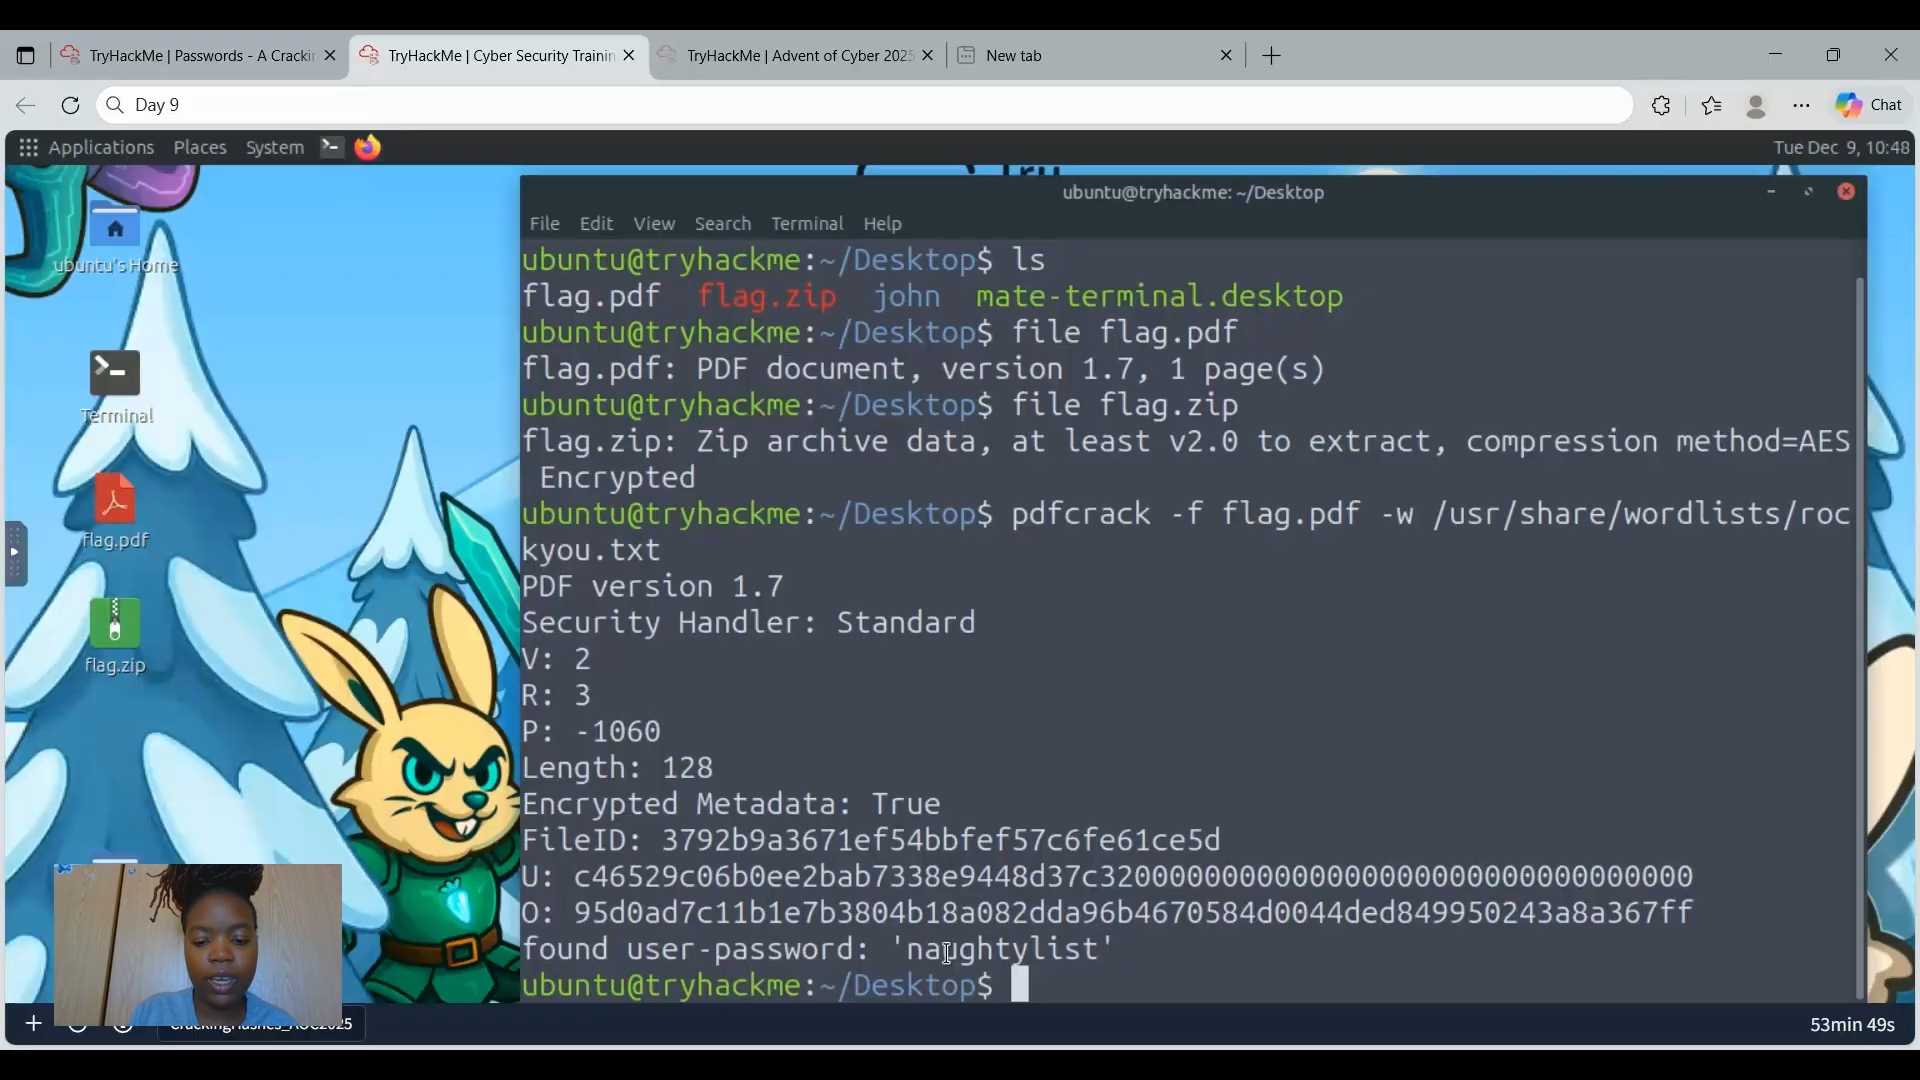 TryHackMe | Passwords - A Crackin
TryHackMe | Cyber Security Trainin
TryHackMe | Advent of Cyber 2025
New tab
Day 9
Chat
Applications Places System
Tue Dec 9, 10:48
ubuntu's Home
Terminal
flag.pdf
flag.zip
ubuntu@tryhackme: ~/Desktop
File Edit View Search Terminal Help
ubuntu@tryhackme:~/Desktop$ ls
flag.pdf flag.zip john mate-terminal.desktop
ubuntu@tryhackme:~/Desktop$ file flag.pdf
flag.pdf: PDF document, version 1.7, 1 page(s)
ubuntu@tryhackme:~/Desktop$ file flag.zip
flag.zip: Zip archive data, at least v2.0 to extract, compression method=AES
Encrypted
ubuntu@tryhackme:~/Desktop$ pdfcrack -f flag.pdf -w /usr/share/wordlists/roc
kyou.txt
PDF version 1.7
Security Handler: Standard
V: 2
R: 3
P: -1060
Length: 128
Encrypted Metadata: True
FileID: 3792b9a3671ef54bbfef57c6fe61ce5d
U: c46529c06b0ee2bab7338e9448d37c3200000000000000000000000000000000
O: 95d0ad7c11b1e7b3804b18a082dda96b4670584d0044ded849950243a8a367ff
found user-password: 'naughtylist'
ubuntu@tryhackme:~/Desktop$
53min 49s